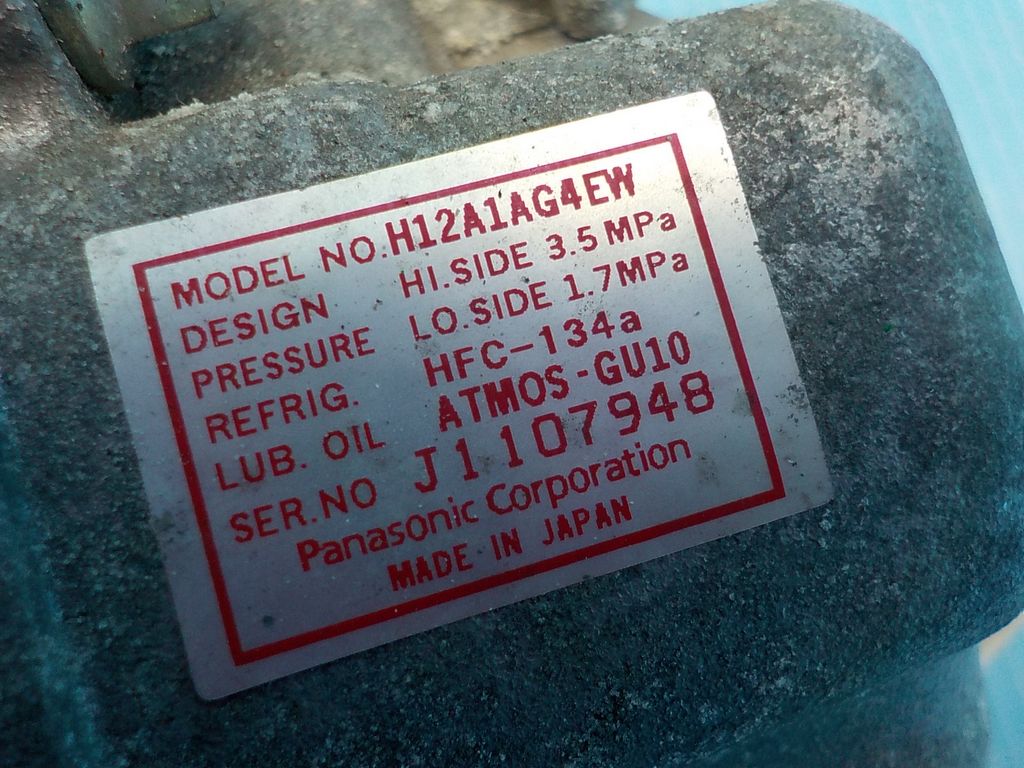 MODEL NO. H12A1AG4EW
DESIGN HI.SIDE 3.5 MPa
PRESSURE LO.SIDE 1.7MPa
REFRIG. HFC-134a
LUB. OIL ATMOS-GU10
SER.NO J1107948
Panasonic Corporation
MADE IN JAPAN